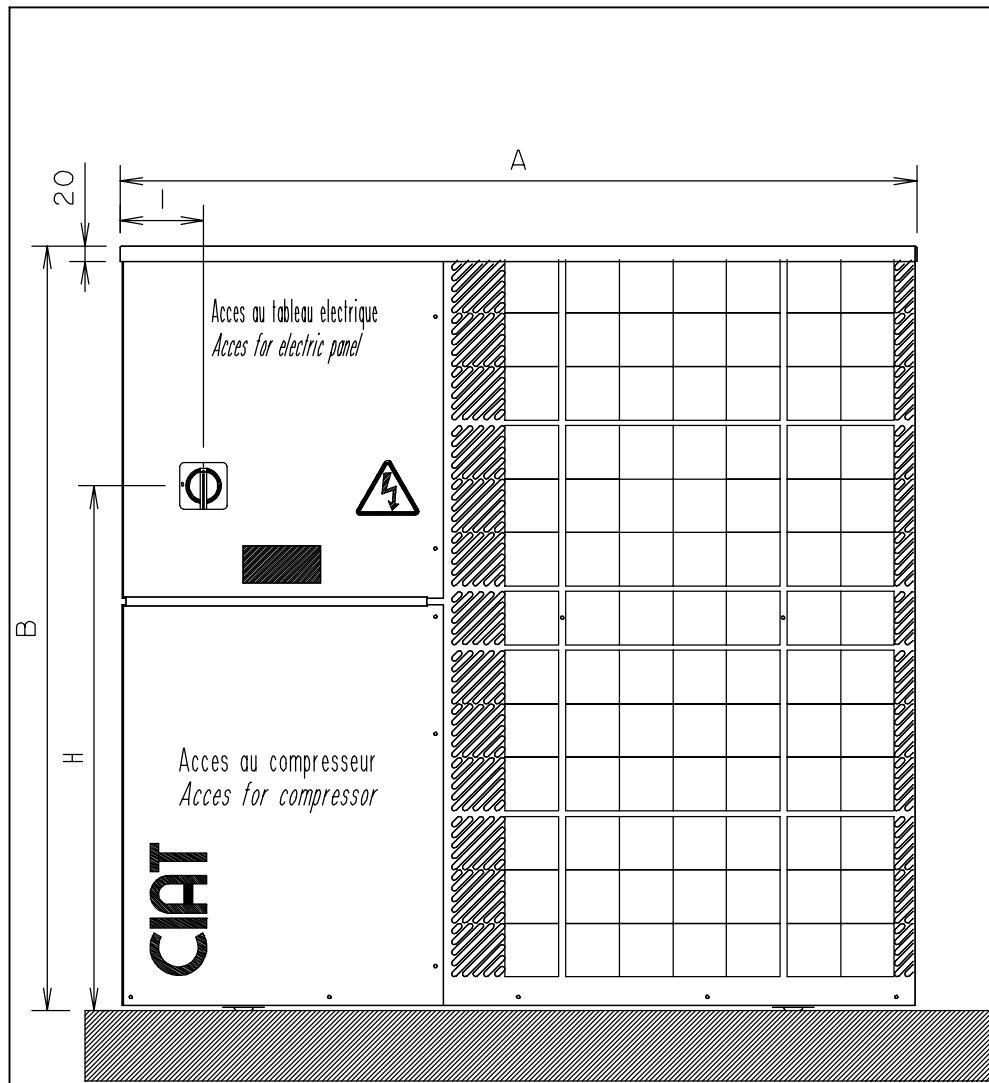 A
20
I
Acces au tableau electrique
Acces for electric panel
B
H
Acces au compresseur
Acces for compressor
CIAT